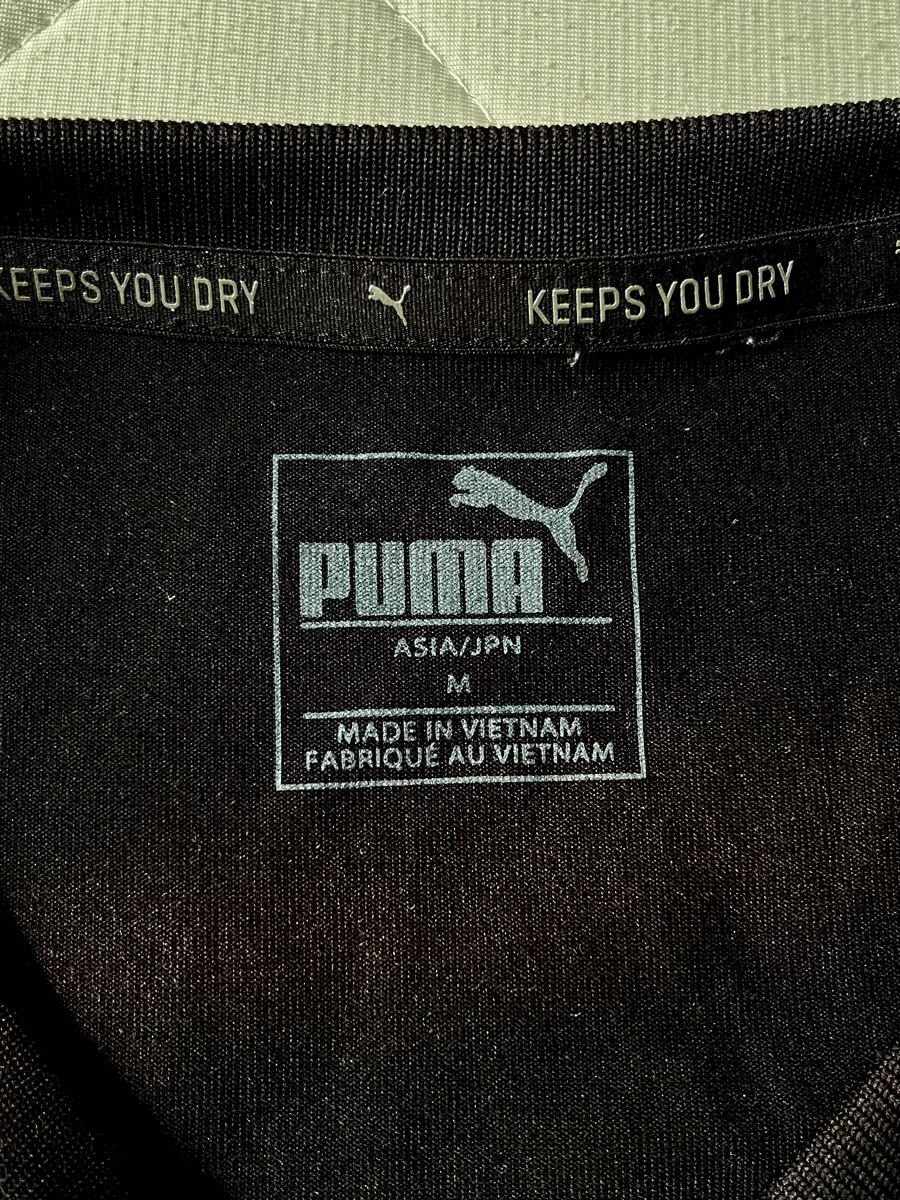 KEEPS YOU DRY KEEPS YOU DRY
PUMA
ASIA/JPN
M
MADE IN VIETNAM
FABRIQUÉ AU VIETNAM